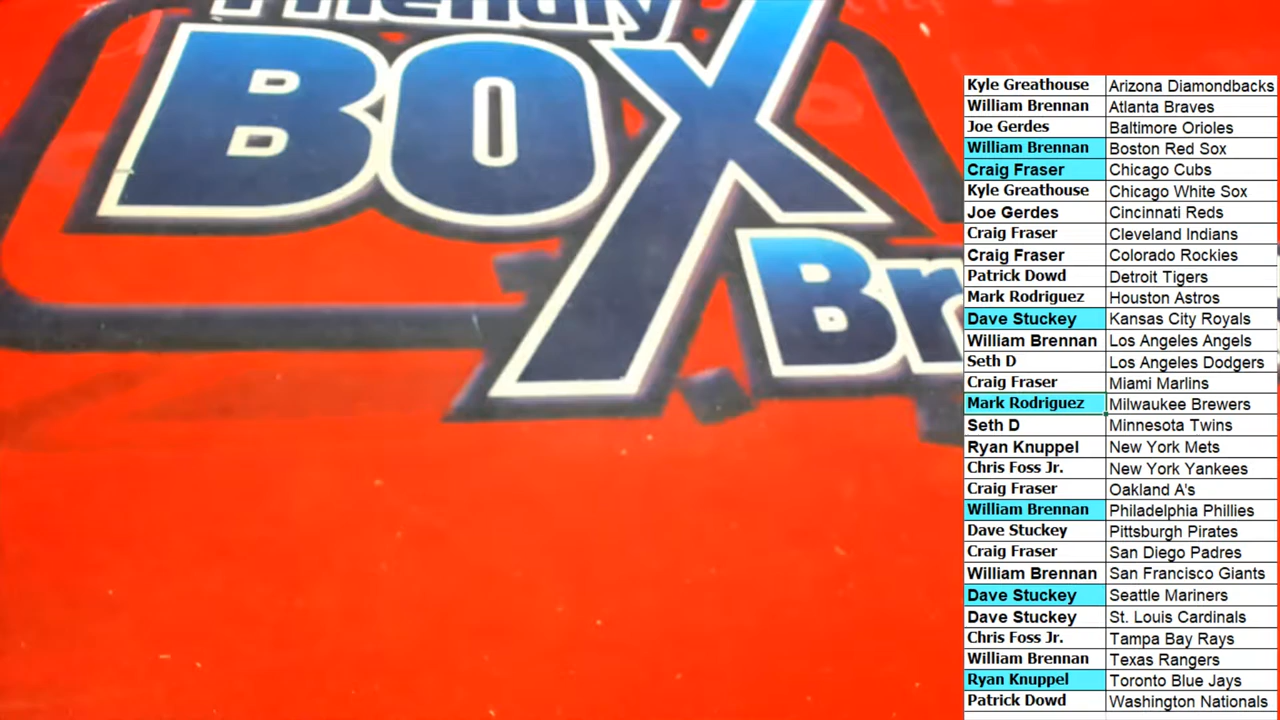 Friendly
BOX
Br
Kyle Greathouse Arizona Diamondbacks
William Brennan Atlanta Braves
Joe Gerdes Baltimore Orioles
William Brennan Boston Red Sox
Craig Fraser Chicago Cubs
Kyle Greathouse Chicago White Sox
Joe Gerdes Cincinnati Reds
Craig Fraser Cleveland Indians
Craig Fraser Colorado Rockies
Patrick Dowd Detroit Tigers
Mark Rodriguez Houston Astros
Dave Stuckey Kansas City Royals
William Brennan Los Angeles Angels
Seth D Los Angeles Dodgers
Craig Fraser Miami Marlins
Mark Rodriguez Milwaukee Brewers
Seth D Minnesota Twins
Ryan Knuppel New York Mets
Chris Foss Jr. New York Yankees
Craig Fraser Oakland A's
William Brennan Philadelphia Phillies
Dave Stuckey Pittsburgh Pirates
Craig Fraser San Diego Padres
William Brennan San Francisco Giants
Dave Stuckey Seattle Mariners
Dave Stuckey St. Louis Cardinals
Chris Foss Jr. Tampa Bay Rays
William Brennan Texas Rangers
Ryan Knuppel Toronto Blue Jays
Patrick Dowd Washington Nationals